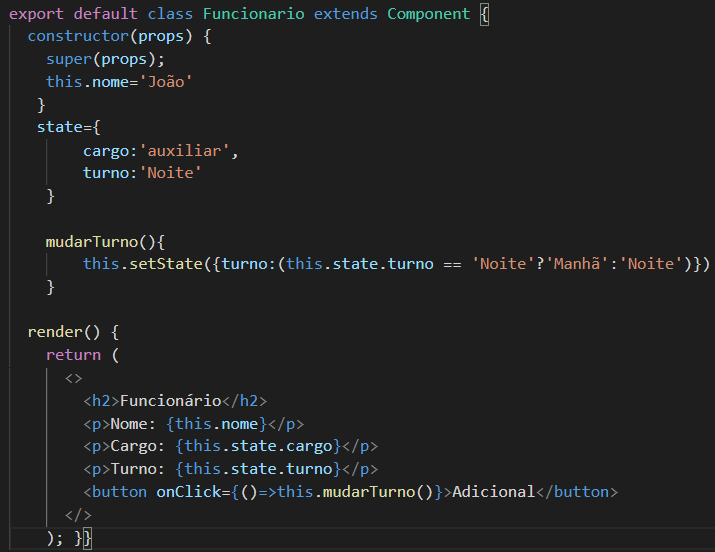 export default class Funcionario extends Component {
constructor(props) {
super(props);
this.nome='João'
}
state={
cargo:'auxiliar',
turno:'Noite'
}
mudarTurno(){
this.setState({turno:(this.state.turno == 'Noite'?'Manhã':'Noite')})
}
render() {
return (
<>
<h2>Funcionário</h2>
<p>Nome: {this.nome}</p>
<p>Cargo: {this.state.cargo}</p>
<p>Turno: {this.state.turno}</p>
<button onClick={()=>this.mudarTurno()}>Adicional</button>
</>
); }}